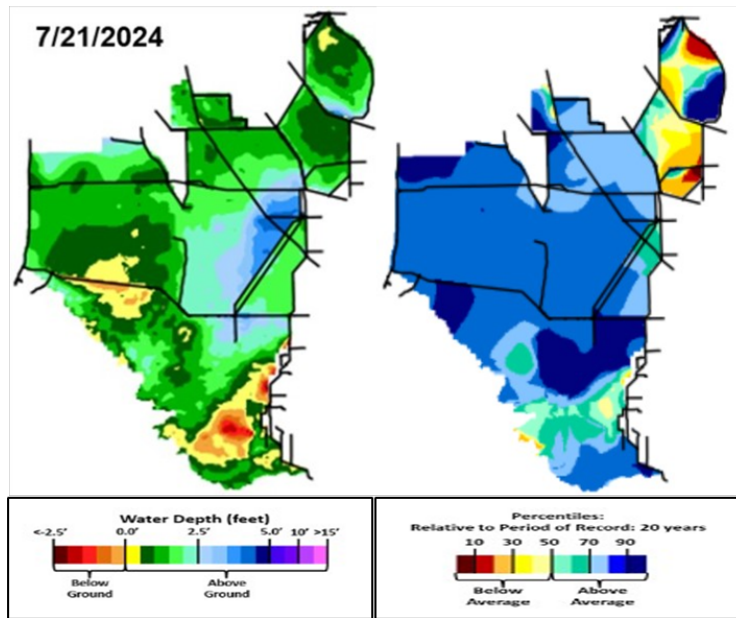 7/21/2024
Water Depth (feet)
<-2.5' 0.0' 2.5' 5.0' 10' >15'
Below
Ground
Above
Ground
Percentiles:
Relative to Period of Record: 20 years
10 30 50 70 90
Below
Average
Above
Average